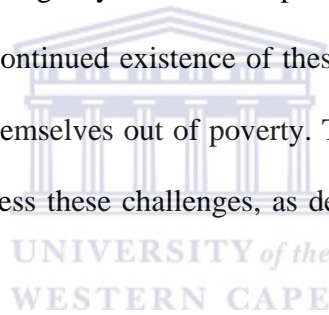 ontinued existence of thes
emselves out of poverty. T
ess these challenges, as de
UNIVERSITY of the
WESTERN CAPE